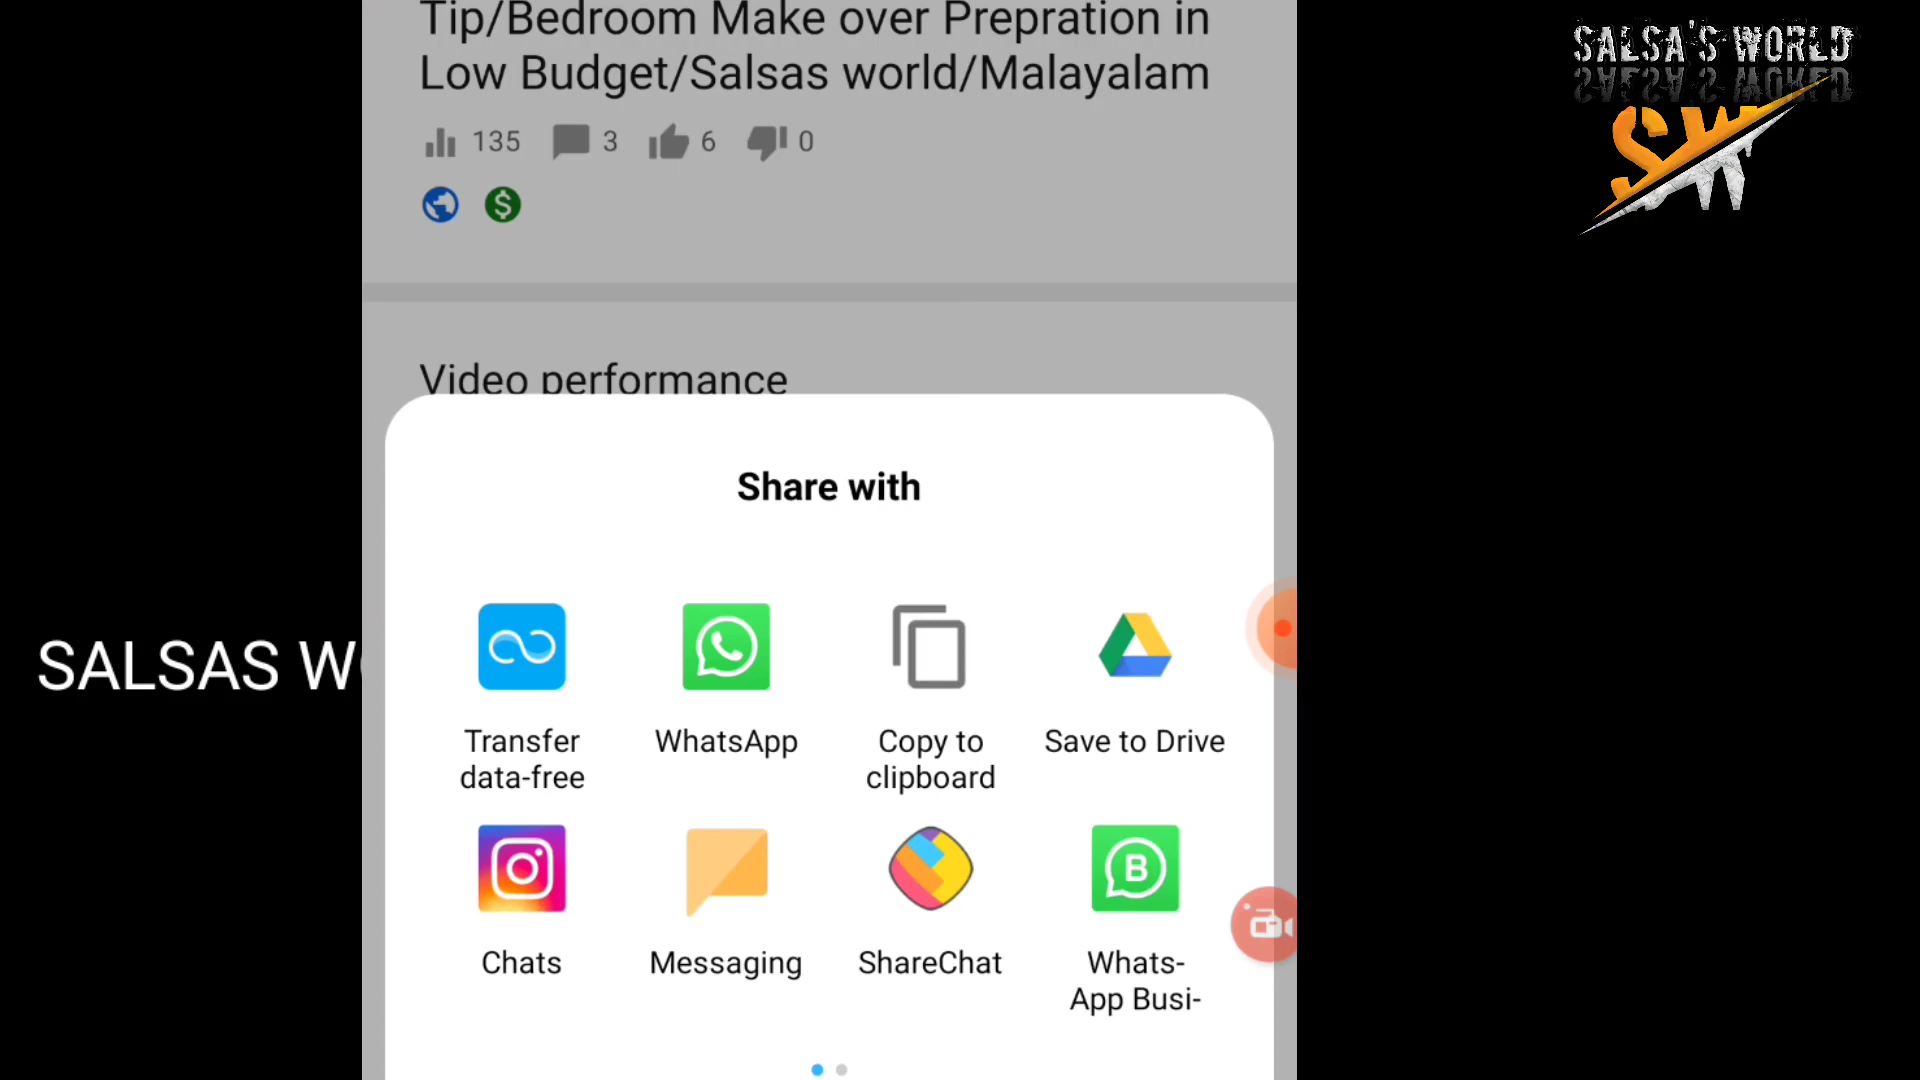 Tip/Bedroom Make over Prepration in
Low Budget/Salsas world/Malayalam
135 3 6 0
Video performance
Share with
Transfer
data-free
WhatsApp
Copy to
clipboard
Save to Drive
Chats
Messaging
ShareChat
Whats-
App Busi-
SALSAS W
SALSA'S WORLD
SW